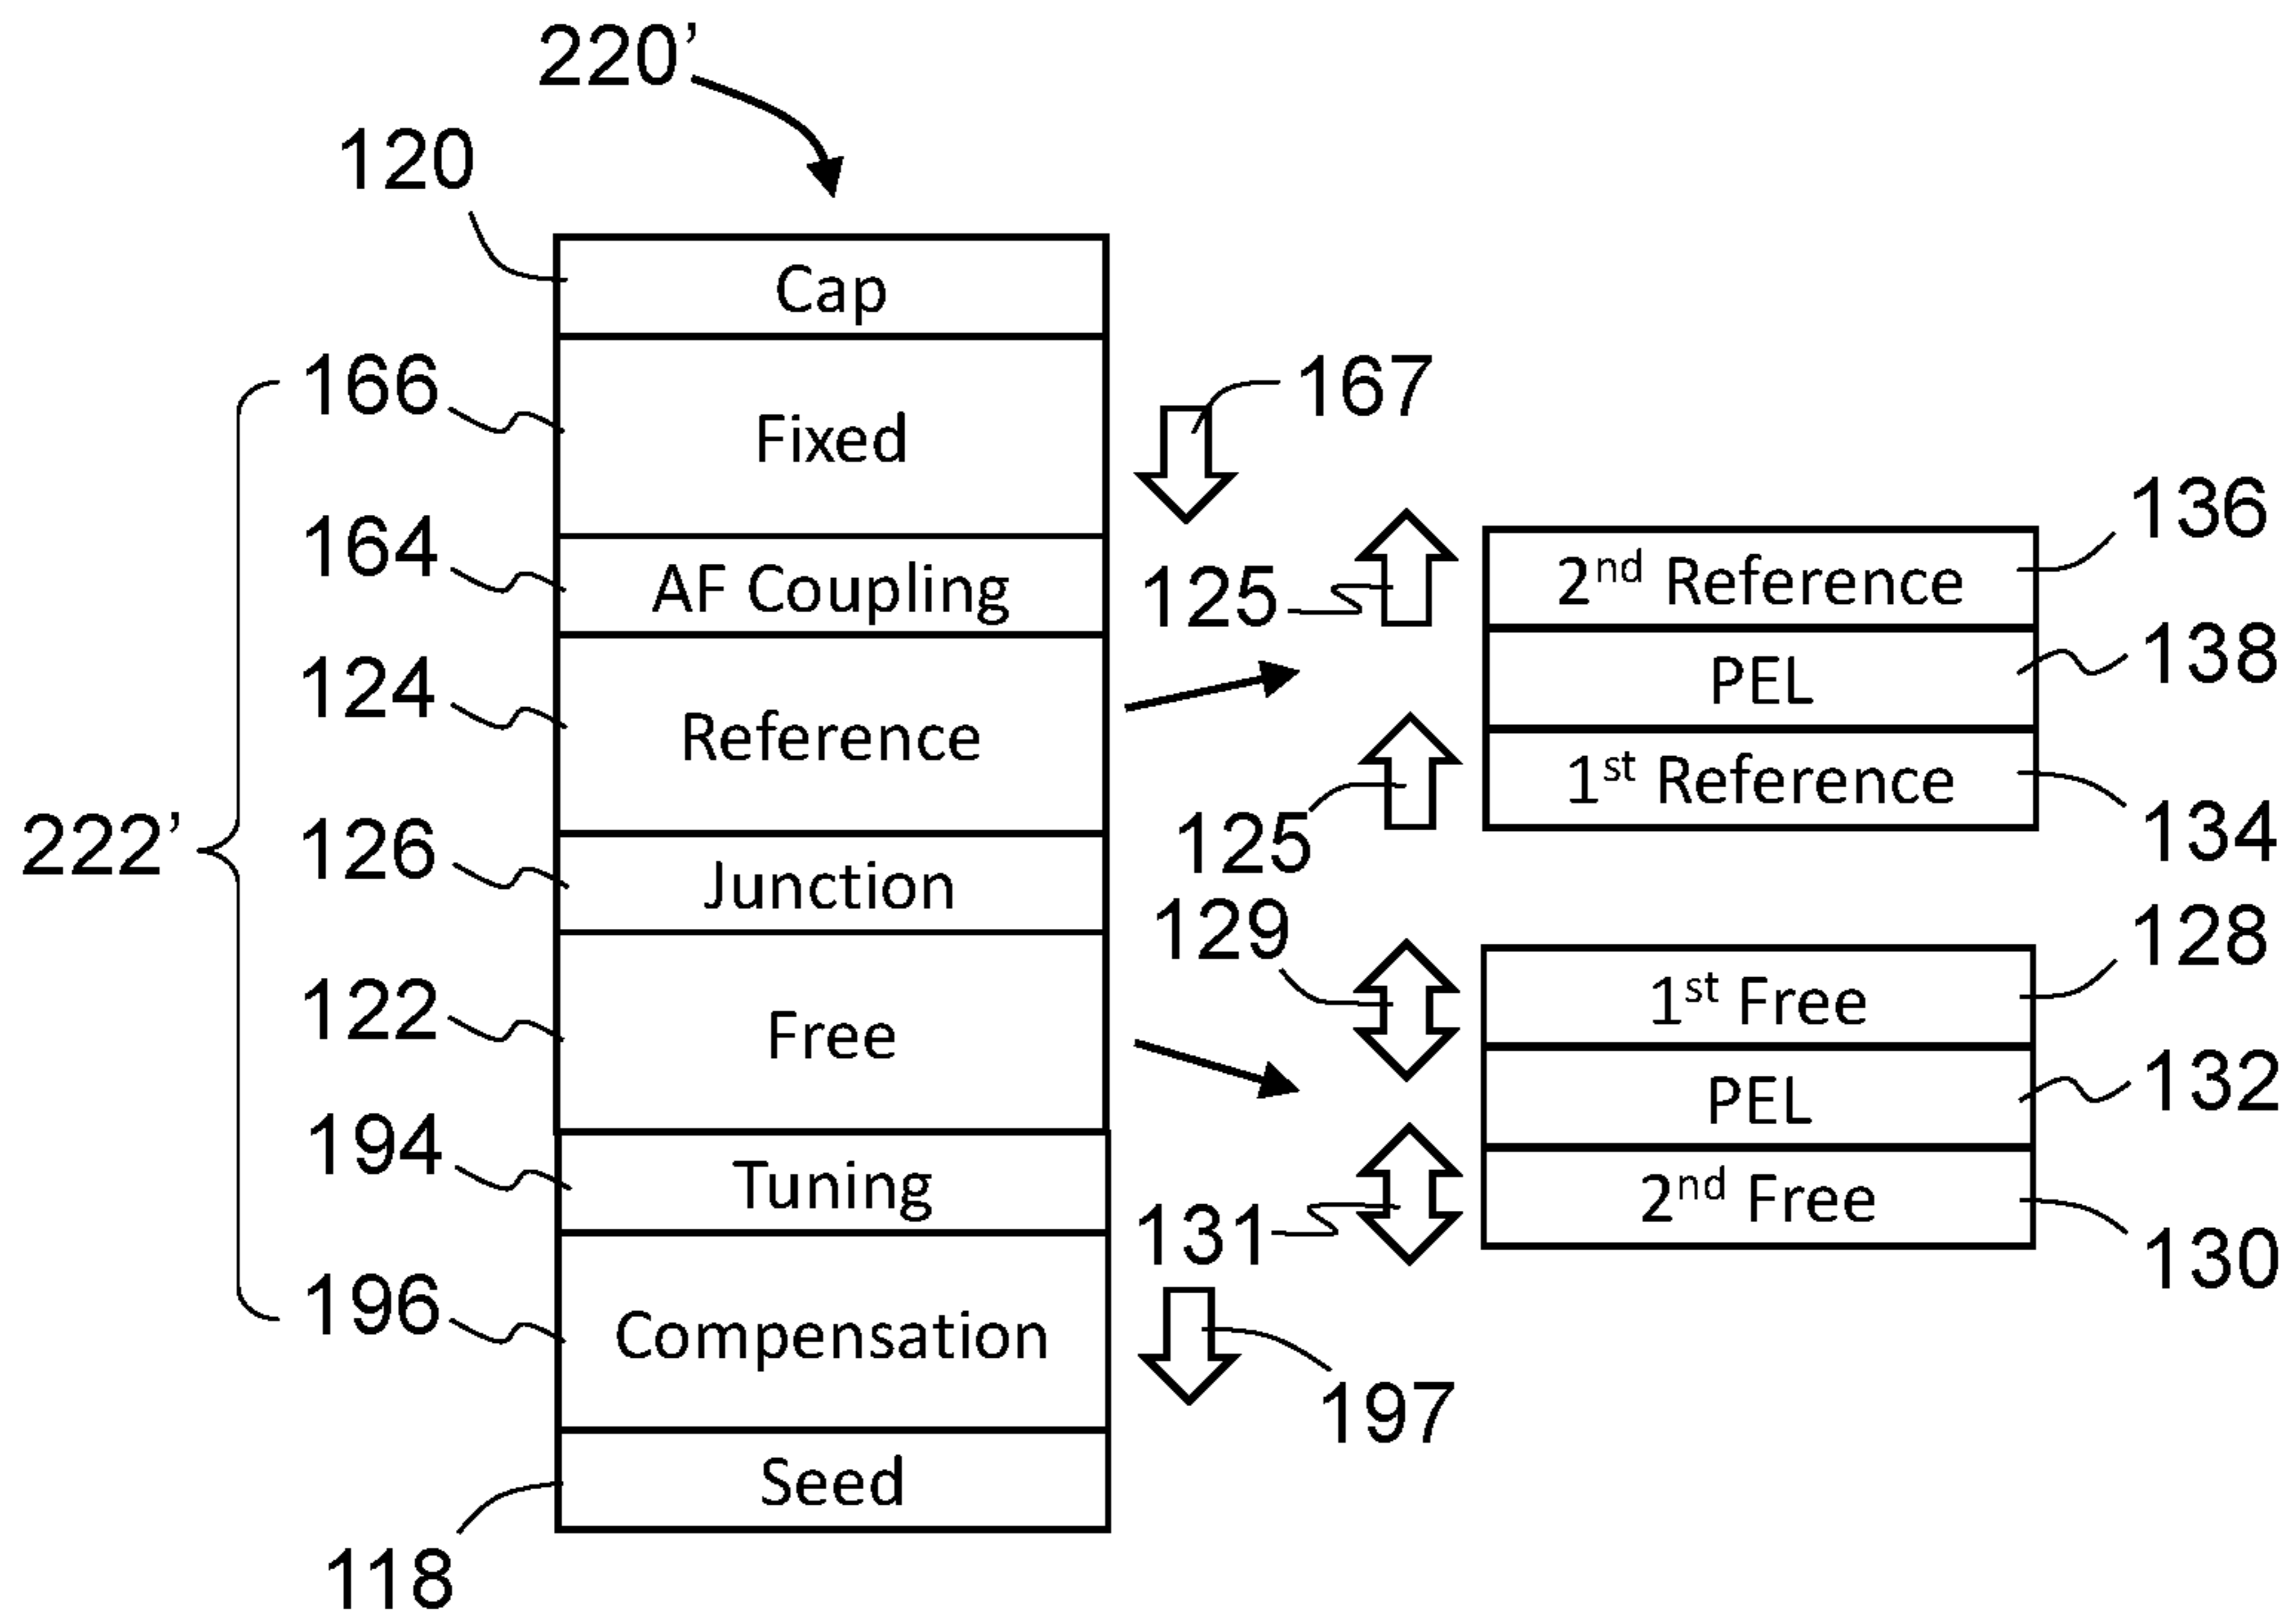 220’
120
Cap
166
Fixed
167
164
AF Coupling
125
2nd Reference
136
124
Reference
PEL
138
125
1st Reference
134
222’
126
Junction
129
1st Free
128
122
Free
PEL
132
194
Tuning
131
2nd Free
130
196
Compensation
197
Seed
118